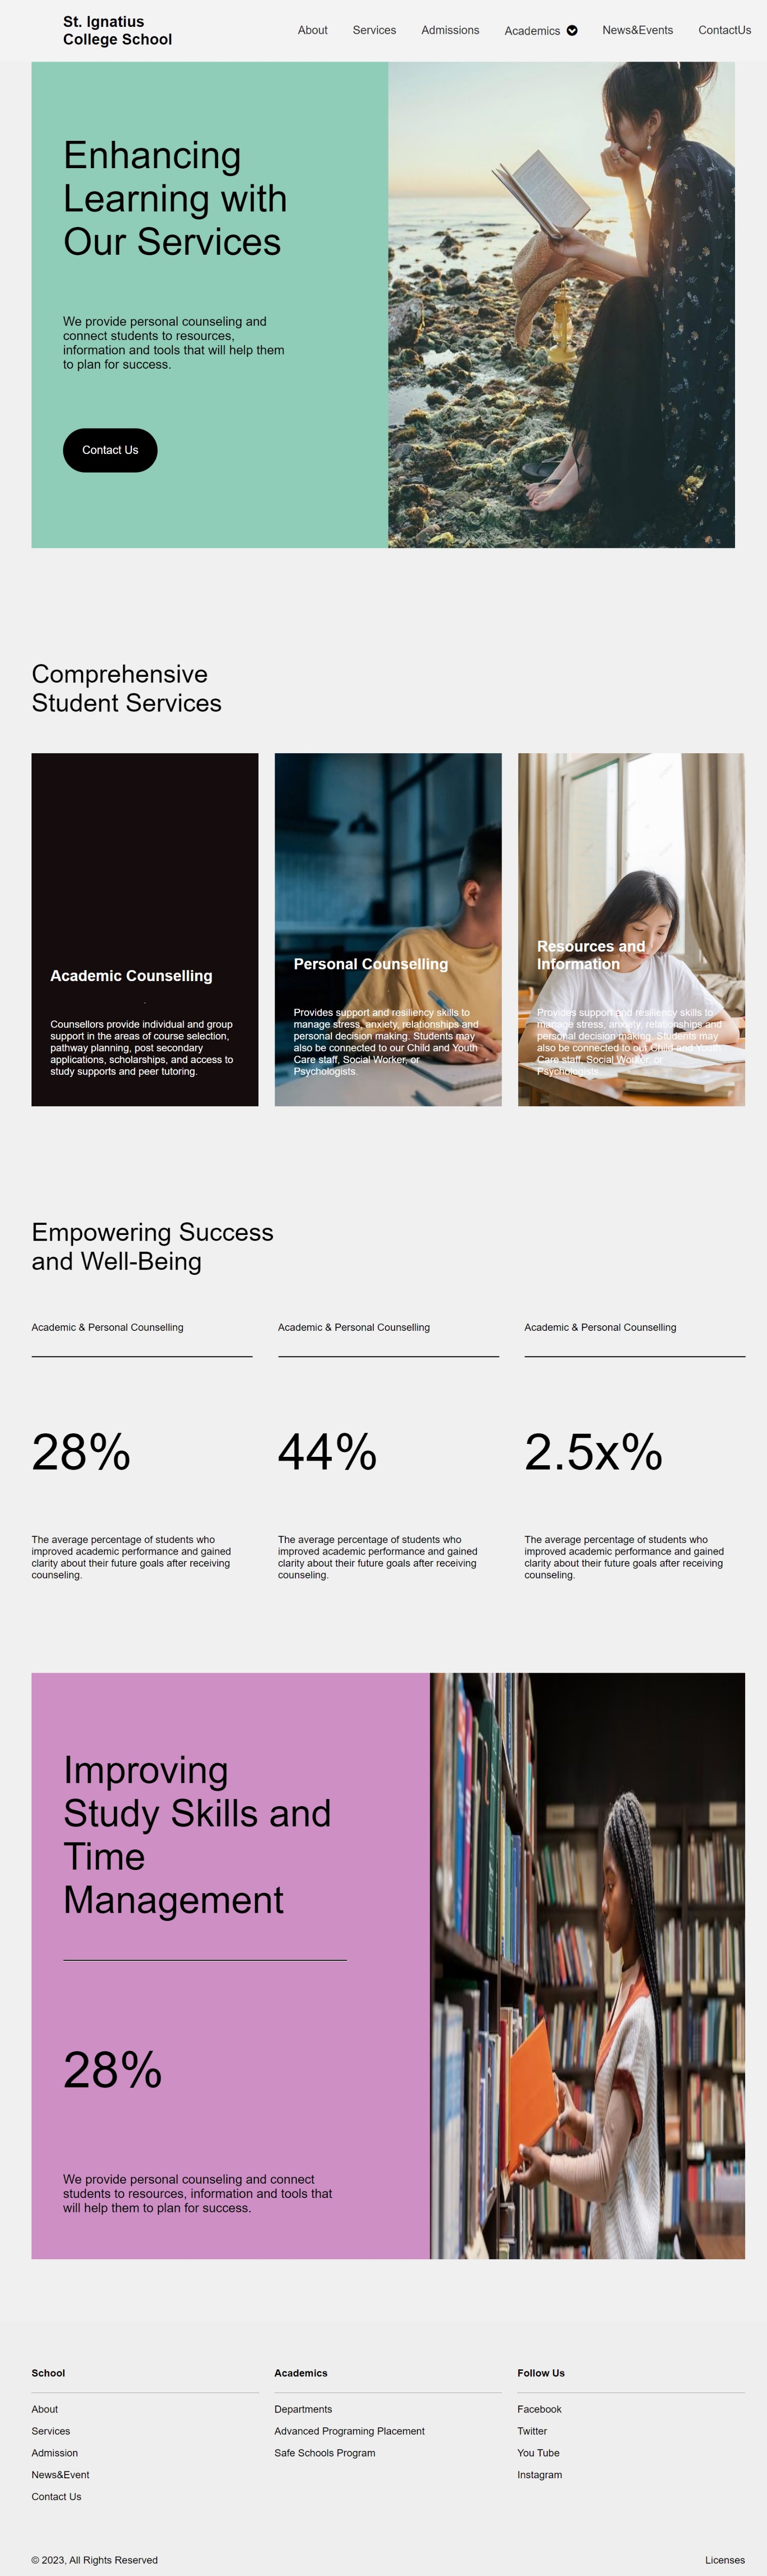 St. Ignatius
College School
About Services Admissions Academics News&Events ContactUs
Enhancing
Learning with
Our Services
We provide personal counseling and
connect students to resources,
information and tools that will help them
to plan for success.
Contact Us
Comprehensive
Student Services
Academic Counselling
Counsellors provide individual and group
support in the areas of course selection,
pathway planning, post secondary
applications, scholarships, and access to
study supports and peer tutoring.
Personal Counselling
Provides support and resiliency skills to
manage stress, anxiety, relationships and
personal decision making. Students may
also be connected to our Child and Youth
Care staff, Social Worker, or
Psychologists.
Resources and
Information
Provides support and resiliency skills to
manage stress, anxiety, relationships and
personal decision making. Students may
also be connected to our Child and Youth
Care staff, Social Worker, or
Psychologists.
Empowering Success
and Well-Being
Academic & Personal Counselling
28%
The average percentage of students who
improved academic performance and gained
clarity about their future goals after receiving
counseling.
Academic & Personal Counselling
44%
The average percentage of students who
improved academic performance and gained
clarity about their future goals after receiving
counseling.
Academic & Personal Counselling
2.5x%
The average percentage of students who
improved academic performance and gained
clarity about their future goals after receiving
counseling.
Improving
Study Skills and
Time
Management
28%
We provide personal counseling and connect
students to resources, information and tools that
will help them to plan for success.
School
About
Services
Admission
News&Event
Contact Us
Academics
Departments
Advanced Programing Placement
Safe Schools Program
Follow Us
Facebook
Twitter
You Tube
Instagram
© 2023, All Rights Reserved
Licenses